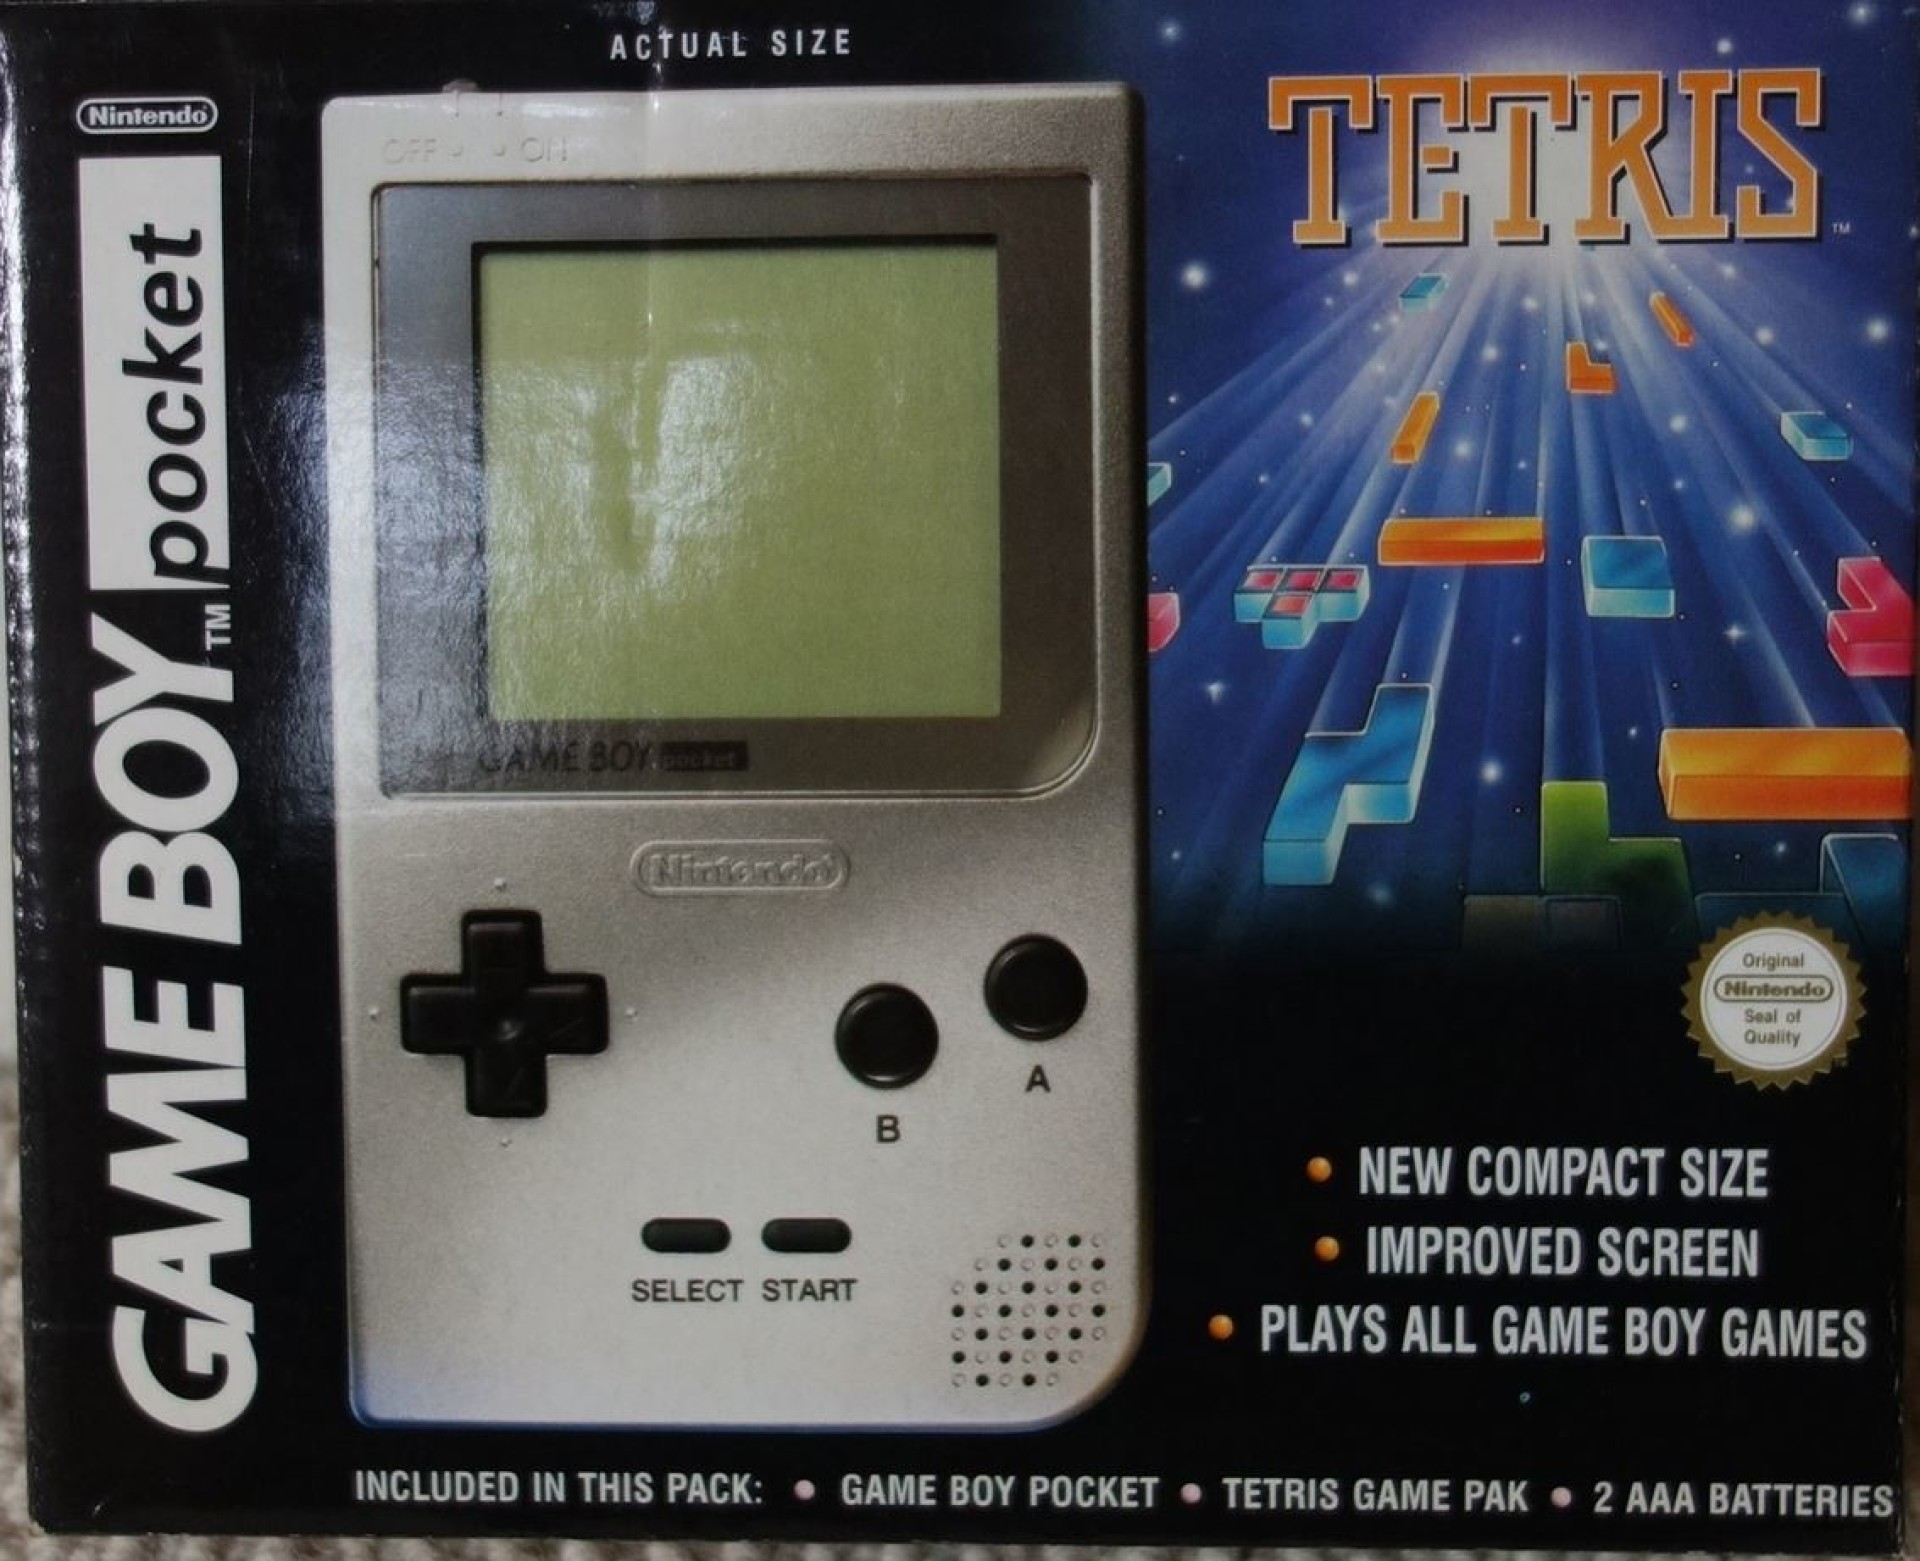 ACTUAL SIZE
Nintendo
GAME BOY™ pocket
OFF ON
GAME BOY pocket
Nintendo
B
A
SELECT START
TETRIS™
Original
Nintendo
Seal of
Quality
• NEW COMPACT SIZE
• IMPROVED SCREEN
• PLAYS ALL GAME BOY GAMES
INCLUDED IN THIS PACK: • GAME BOY POCKET • TETRIS GAME PAK • 2 AAA BATTERIES